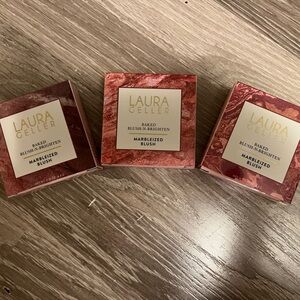 LAURA
GELLER
BAKED
BLUSH-N-BRIGHTEN
MARBLEIZED
BLUSH
LAURA
GELLER
BAKED
BLUSH-N-BRIGHTEN
MARBLEIZED
BLUSH
LAURA
GELLER
BAKED
BLUSH-N-BRIGHTEN
MARBLEIZED
BLUSH